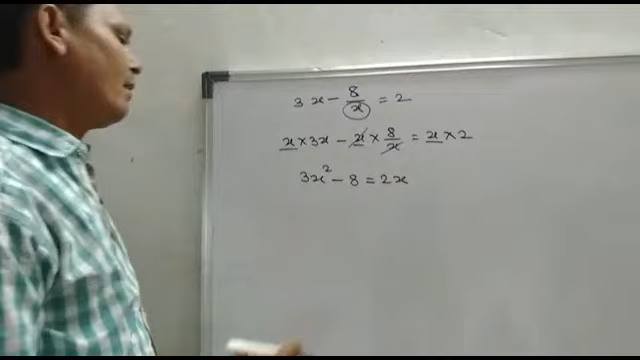 3x - 8/x = 2
x × 3x - x × 8/x = x × 2
3x² - 8 = 2x